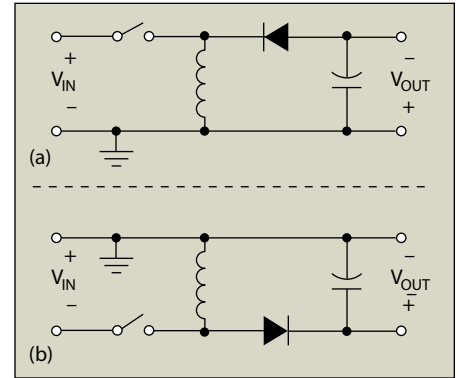 + −
V_IN V_OUT
− +
(a)
+ −
V_IN V_OUT
− ∓
(b)